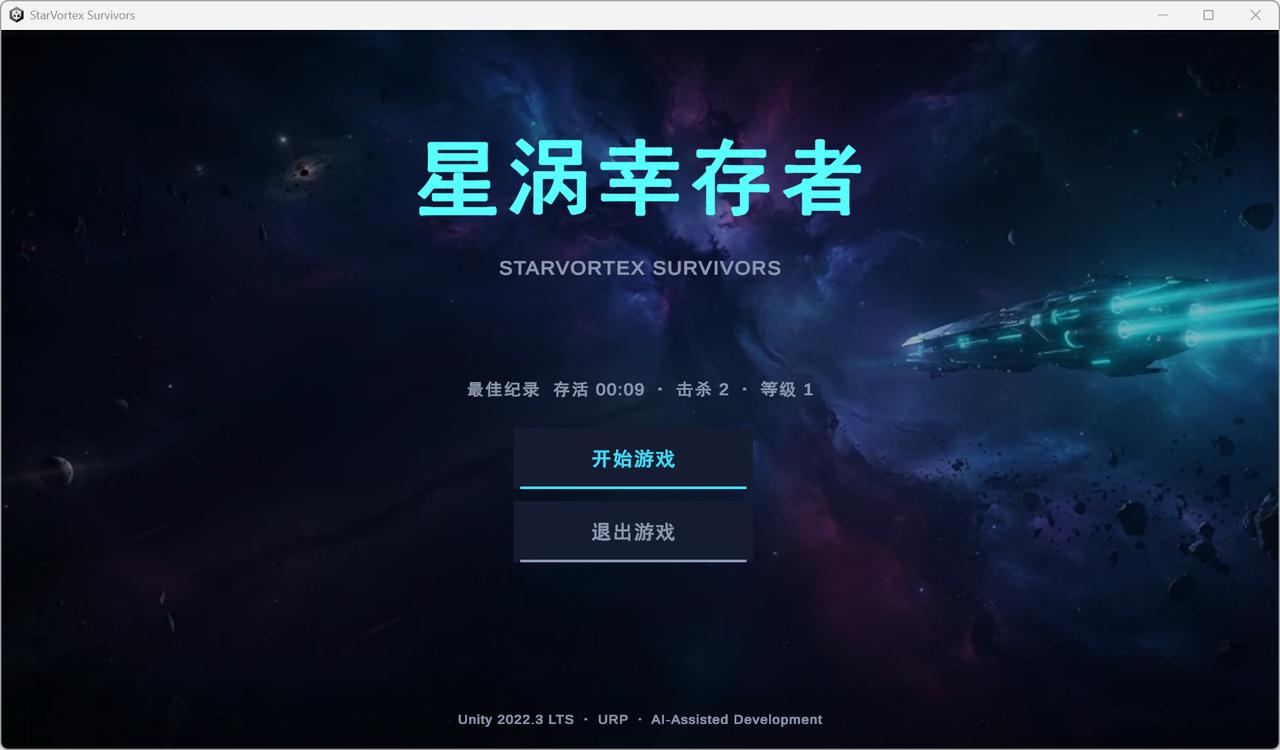 StarVortex Survivors
星涡幸存者
STARVORTEX SURVIVORS
最佳纪录 存活 00:09 · 击杀 2 · 等级 1
开始游戏
退出游戏
Unity 2022.3 LTS · URP · AI-Assisted Development